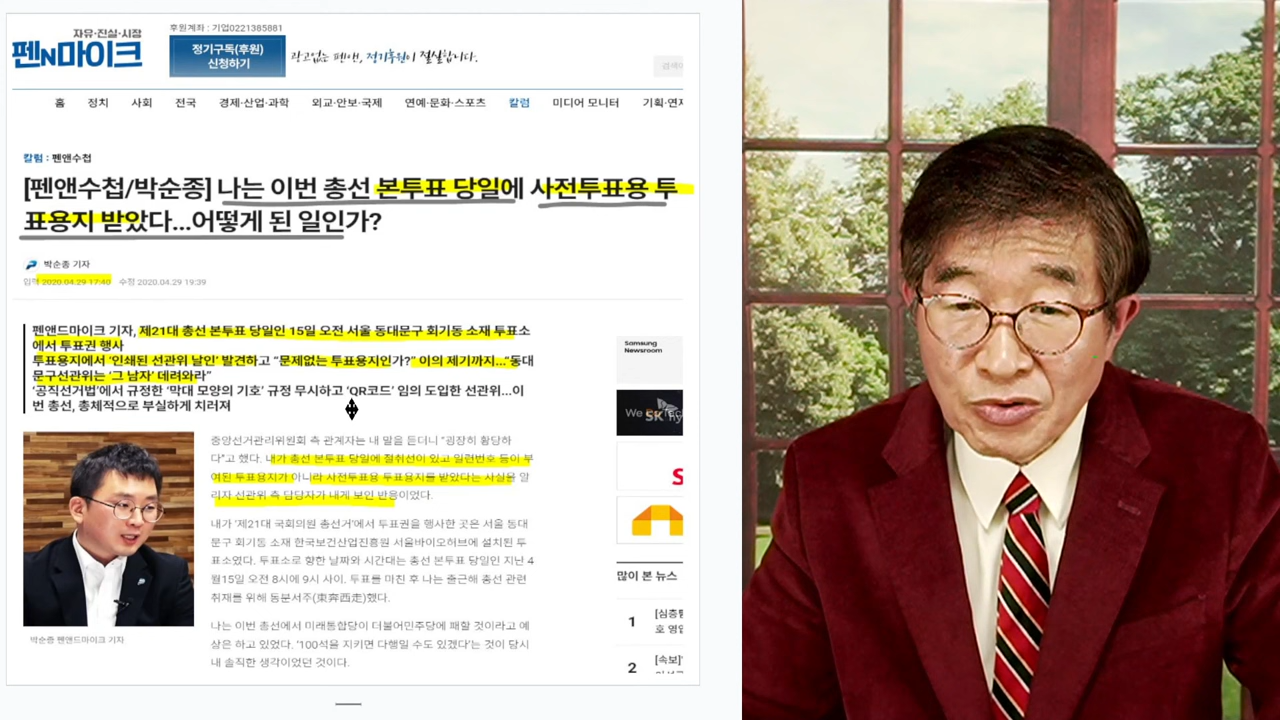 자유·진실·시장
펜N마이크
후원계좌 : 기업0221385881
정기구독(후원)
신청하기
광고없는 펜앤, 정기후원이 절실합니다.
홈 정치 사회 전국 경제·산업·과학 외교·안보·국제 연예·문화·스포츠 칼럼 미디어 모니터
칼럼 : 펜앤수첩
[펜앤수첩/박순종] 나는 이번 총선 본투표 당일에 사전투표용 투
표용지 받았다...어떻게 된 일인가?
박순종 기자
입력 2020.04.29 17:40 수정 2020.04.29 19:39
펜앤드마이크 기자, 제21대 총선 본투표 당일인 15일 오전 서울 동대문구 회기동 소재 투표소
에서 투표권 행사
투표용지에서 ‘인쇄된 선관위 날인’ 발견하고 “문제없는 투표용지인가?” 이의 제기까지...“동대
문구선관위는 ‘그 남자’ 데려와라”
‘공직선거법’에서 규정한 ‘막대 모양의 기호’ 규정 무시하고 ‘QR코드’ 임의 도입한 선관위...이
번 총선, 총체적으로 부실하게 치러져
중앙선거관리위원회 측 관계자는 내 말을 듣더니 “굉장히 황당하
다”고 했다. 내가 총선 본투표 당일에 절취선이 있고 일련번호 등이 부
여된 투표용지가 아니라 사전투표용 투표용지를 받았다는 사실을 알
리자 선관위 측 담당자가 내게 보인 반응이었다.
내가 ‘제21대 국회의원 총선거’에서 투표권을 행사한 곳은 서울 동대
문구 회기동 소재 한국보건산업진흥원 서울바이오허브에 설치된 투
표소였다. 투표소로 향한 날짜와 시간대는 총선 본투표 당일인 지난 4
월15일 오전 8시에 9시 사이. 투표를 마친 후 나는 출근해 총선 관련
취재를 위해 동분서주(東奔西走)했다.
나는 이번 총선에서 미래통합당이 더불어민주당에 패할 것이라고 예
상은 하고 있었다. ‘100석을 지키면 다행일 수도 있겠다’는 것이 당시
내 솔직한 생각이었던 것이다.
박순종 펜앤드마이크 기자
Samsung
Newsroom
SK
많이 본 뉴스
1
2 [속보]